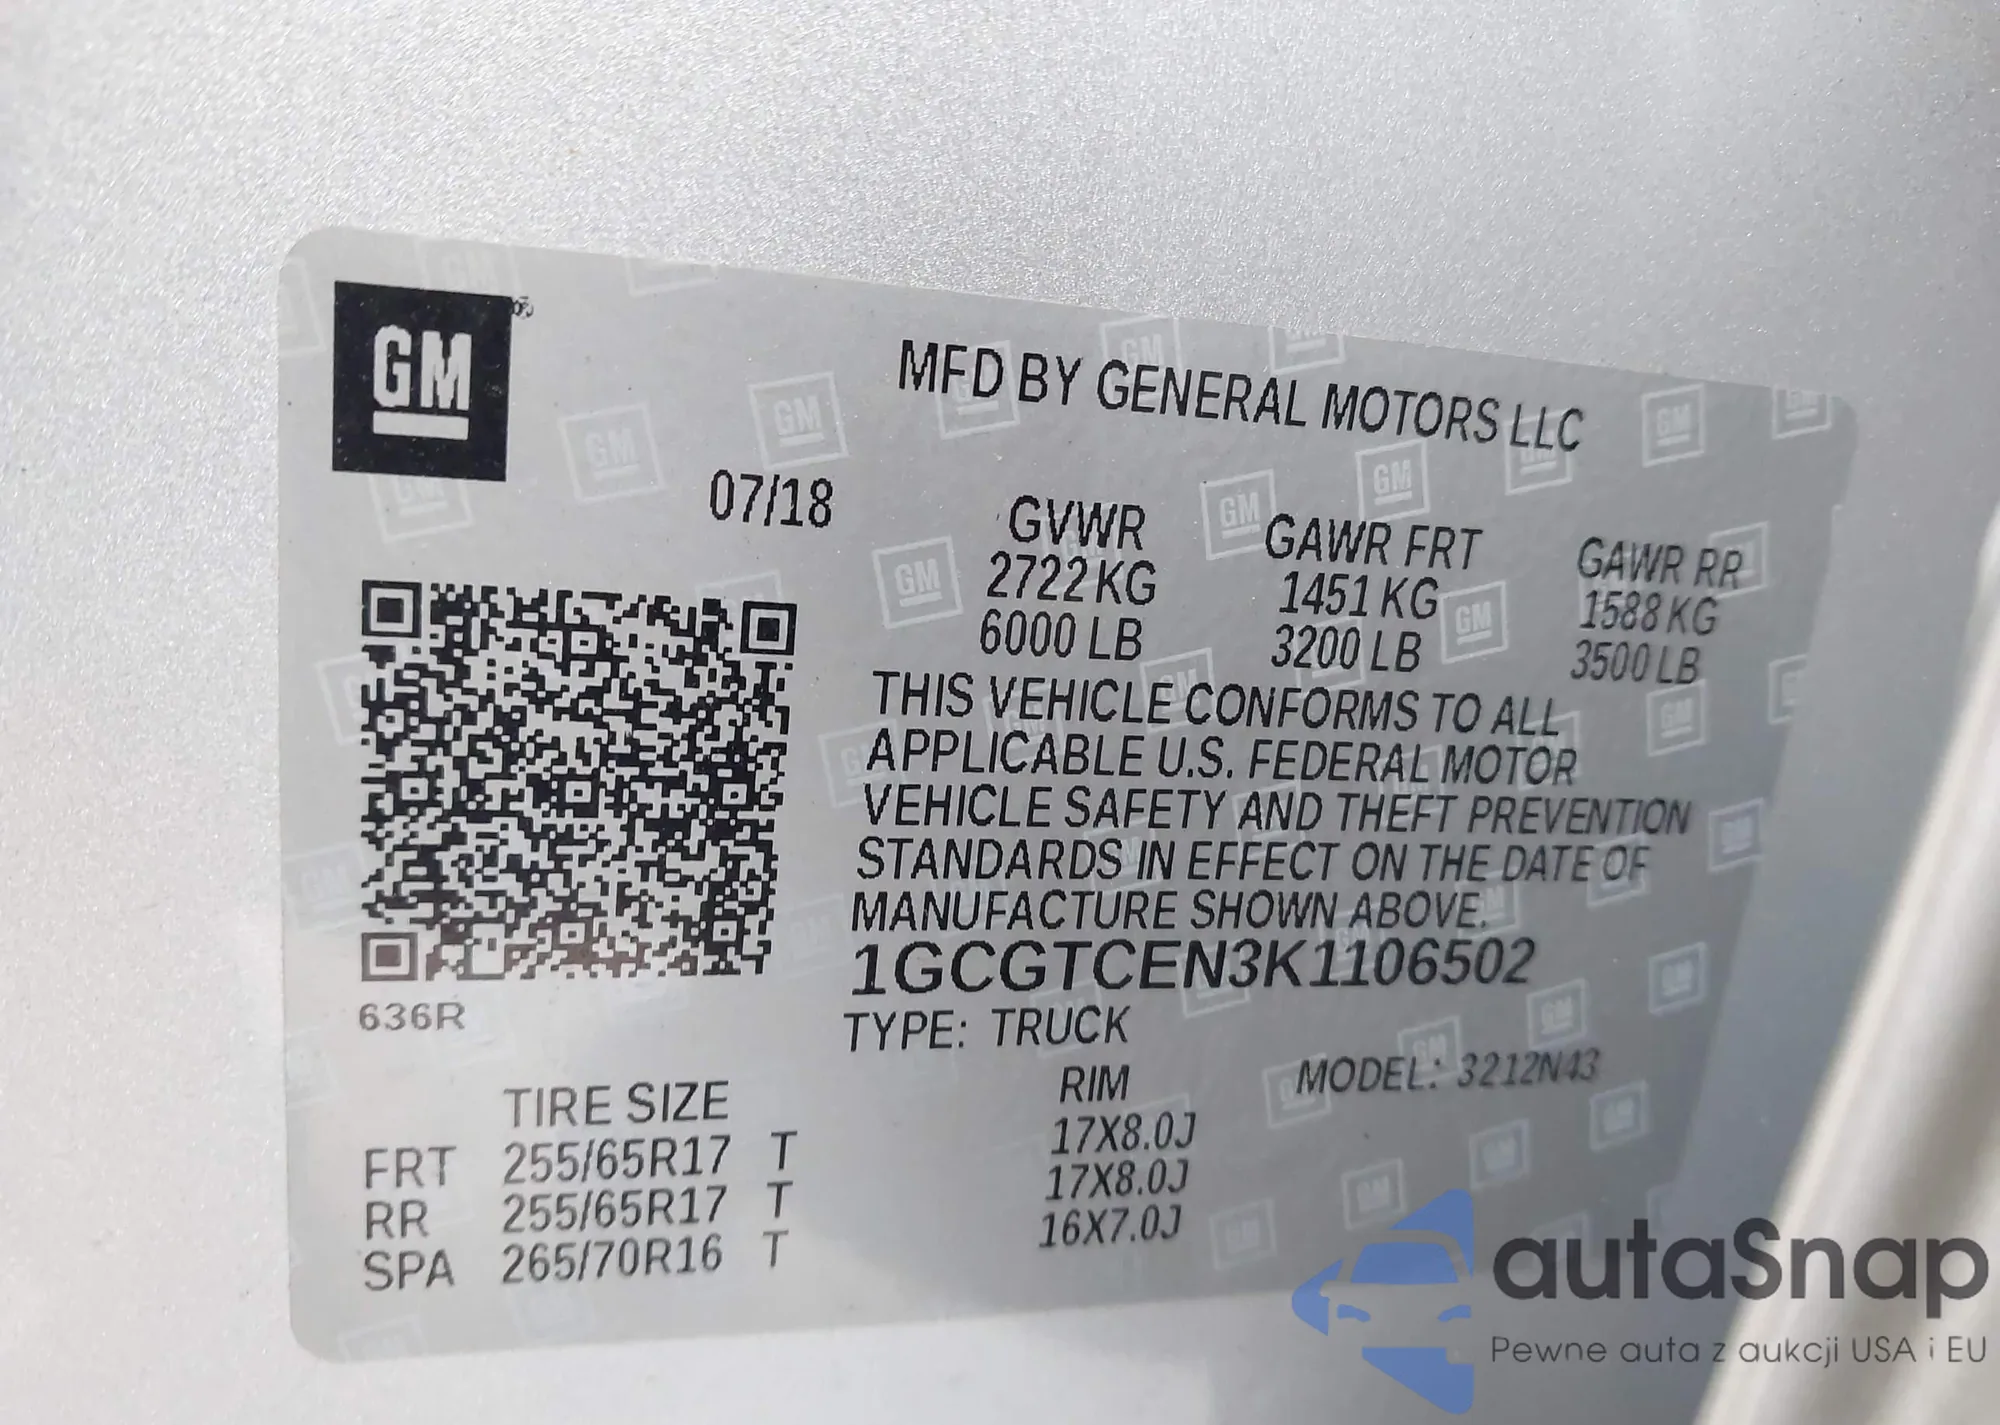 GM
MFD BY GENERAL MOTORS LLC
07/18
GVWR GAWR FRT GAWR RR
2722 KG 1451 KG 1588 KG
6000 LB 3200 LB 3500 LB
THIS VEHICLE CONFORMS TO ALL
APPLICABLE U.S. FEDERAL MOTOR
VEHICLE SAFETY AND THEFT PREVENTION
STANDARDS IN EFFECT ON THE DATE OF
MANUFACTURE SHOWN ABOVE.
1GCGTCEN3K1106502
636R
TYPE: TRUCK
MODEL: 3212N43
TIRE SIZE RIM
FRT 255/65R17 T 17X8.0J
RR 255/65R17 T 17X8.0J
SPA 265/70R16 T 16X7.0J
autaSnap
Pewne auta z aukcji USA i EU